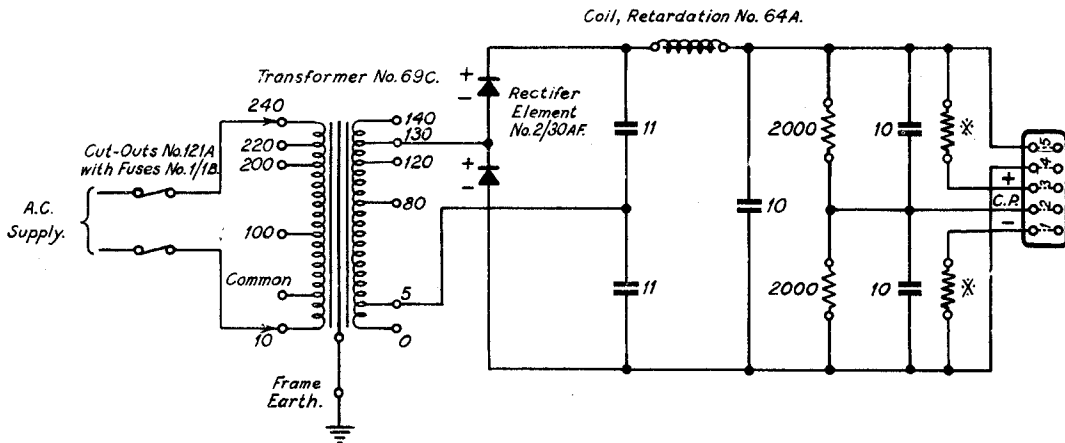 Coil, Retardation No. 64A.
Transformer No. 69C.
240
220
200
100
Common
10
140
130
120
80
5
0
Cut-Outs No.121A
with Fuses No.1/1B.
A.C.
Supply.
Frame
Earth.
+
-
+
-
Rectifer
Element
No.2/30AF.
11
11
10
2000
2000
10
10
※
※
+
C.P.
-
5
4
3
2
1